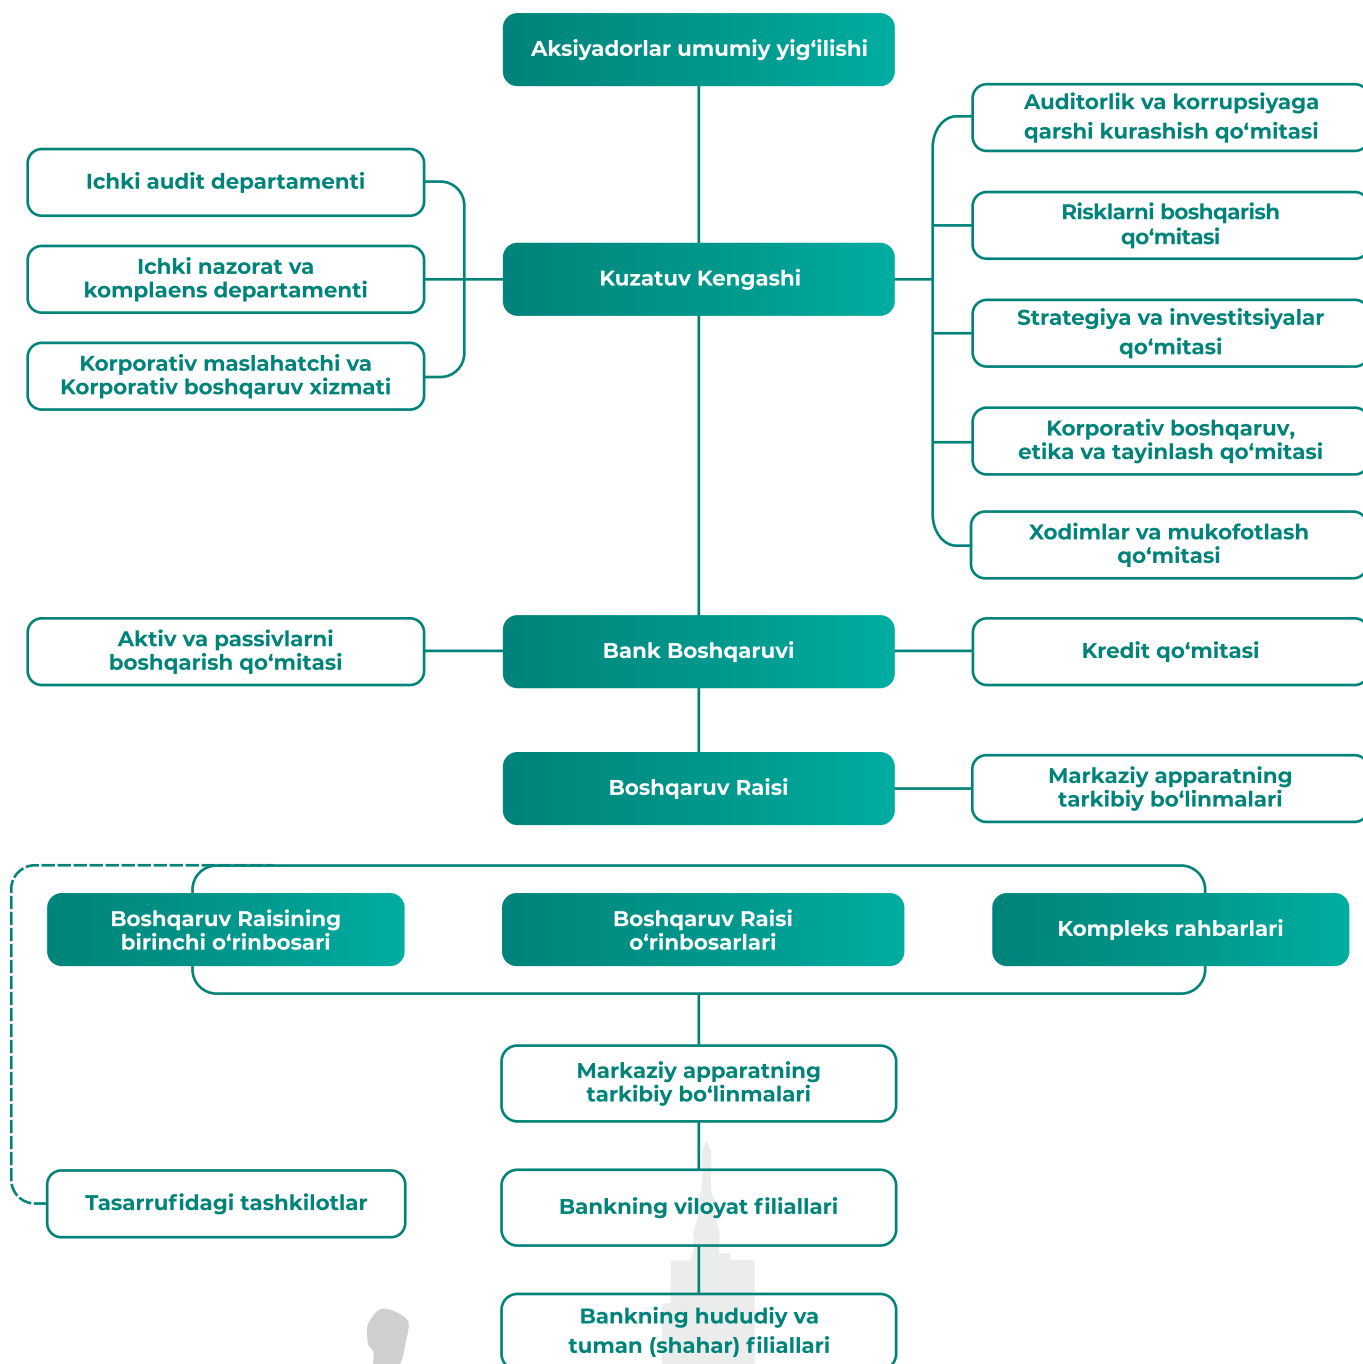 Aksiyadorlar umumiy yig‘ilishi
Auditorlik va korrupsiyaga
qarshi kurashish qo‘mitasi
Ichki audit departamenti
Risklarni boshqarish
qo‘mitasi
Ichki nazorat va
komplaens departamenti
Kuzatuv Kengashi
Strategiya va investitsiyalar
qo‘mitasi
Korporativ maslahatchi va
Korporativ boshqaruv xizmati
Korporativ boshqaruv,
etika va tayinlash qo‘mitasi
Xodimlar va mukofotlash
qo‘mitasi
Aktiv va passivlarni
boshqarish qo‘mitasi
Bank Boshqaruvi
Kredit qo‘mitasi
Boshqaruv Raisi
Markaziy apparatning
tarkibiy bo‘linmalari
Boshqaruv Raisining
birinchi o‘rinbosari
Boshqaruv Raisi
o‘rinbosarlari
Kompleks rahbarlari
Markaziy apparatning
tarkibiy bo‘linmalari
Tasarrufidagi tashkilotlar
Bankning viloyat filiallari
Bankning hududiy va
tuman (shahar) filiallari